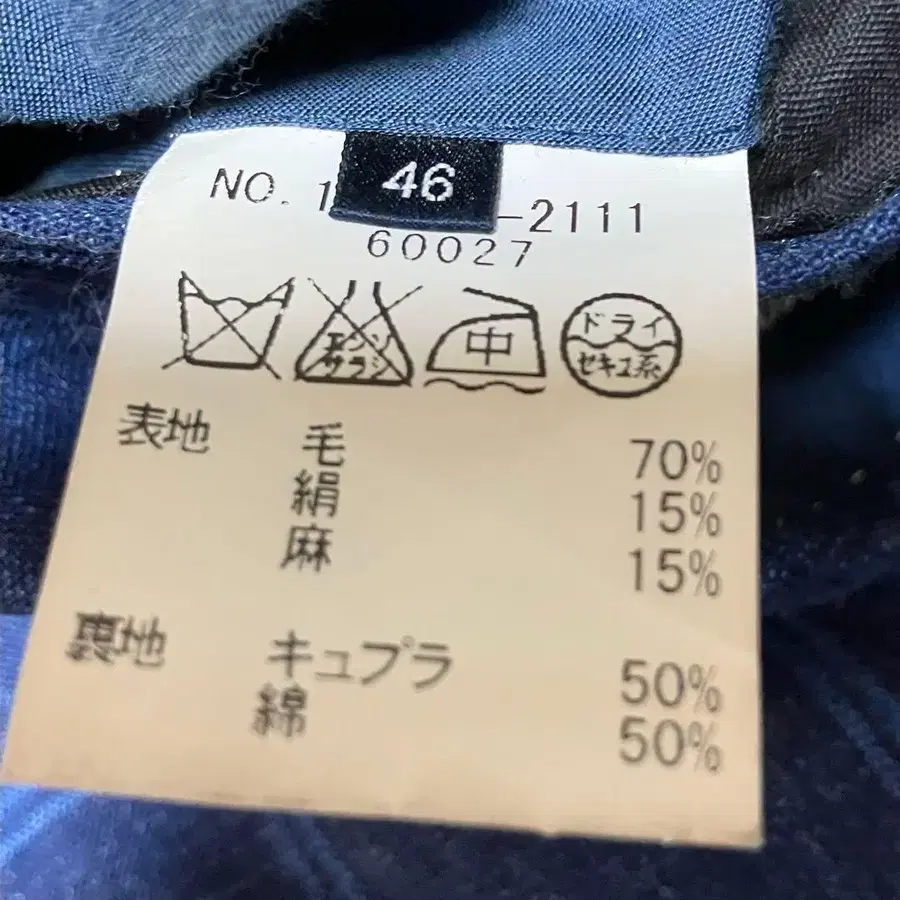 46
NO. 1 -2111
60027
エンソ
サラシ
中
ドライ
セキユ系
表地 毛 70%
絹 15%
麻 15%
裏地 キュプラ 50%
綿 50%